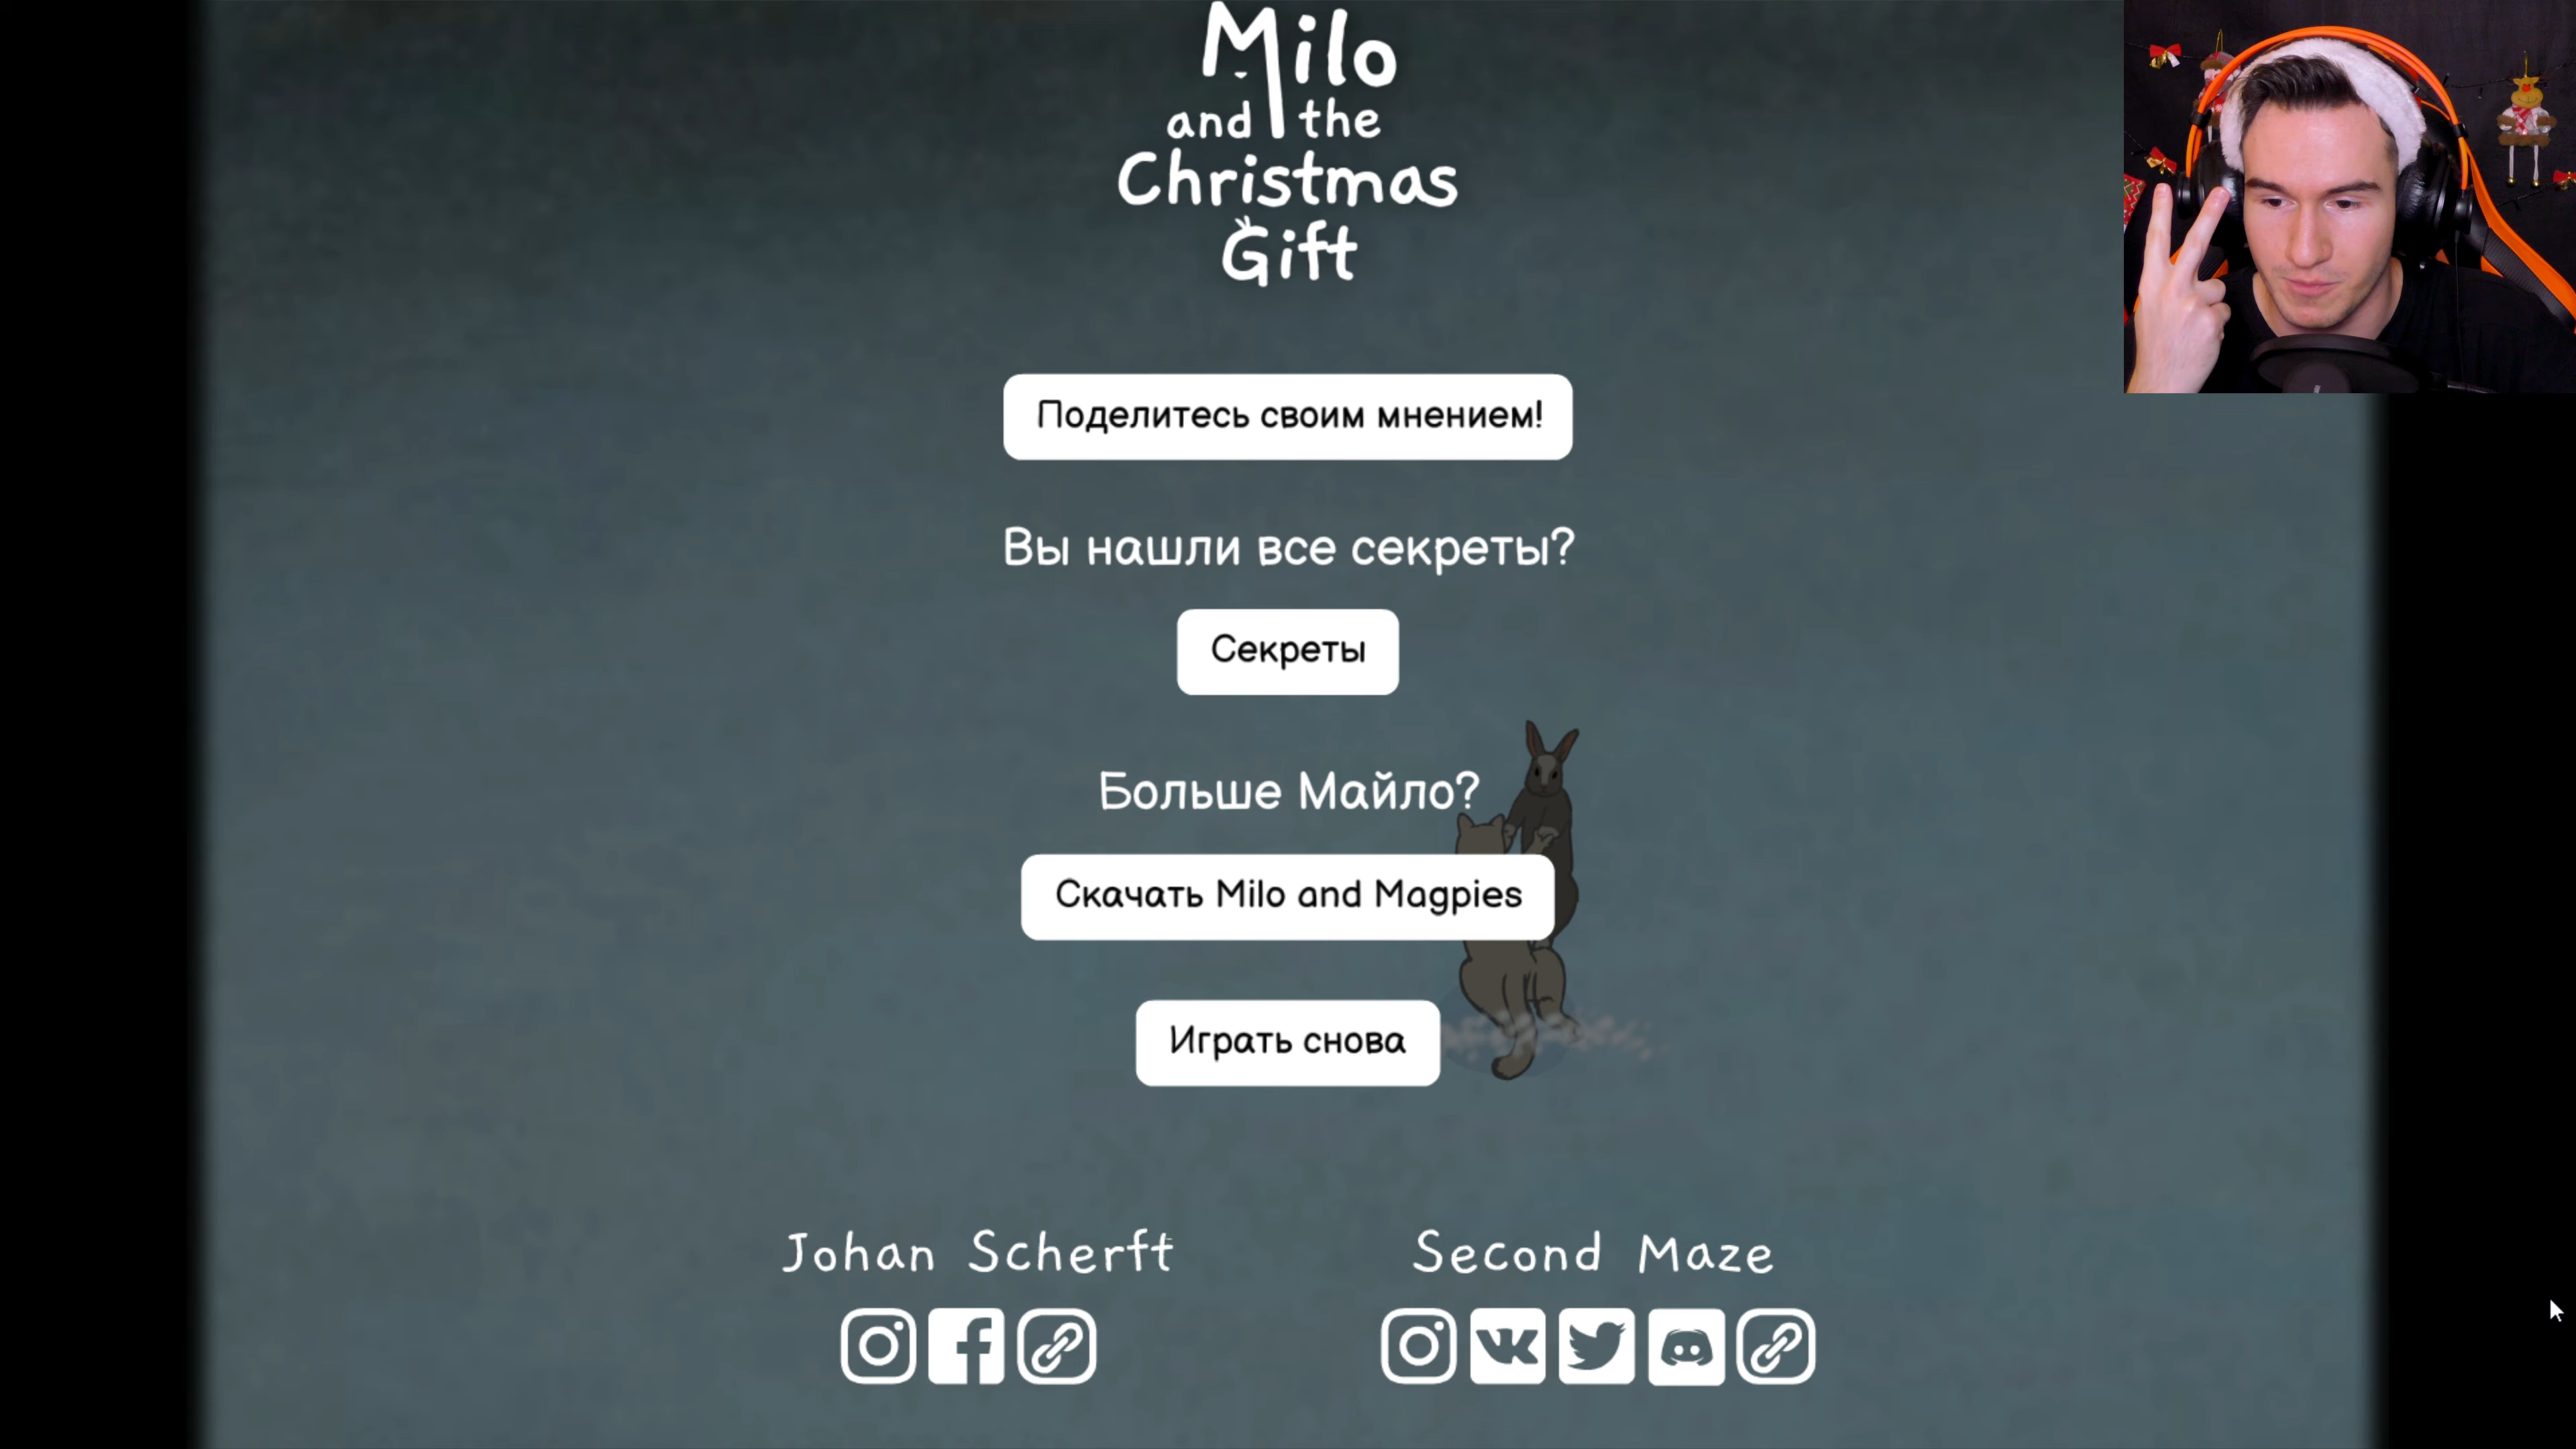 Milo
and the
Christmas
Gift
Поделитесь своим мнением!
Вы нашли все секреты?
Секреты
Больше Майло?
Скачать Milo and Magpies
Играть снова
Johan Scherft
Second Maze